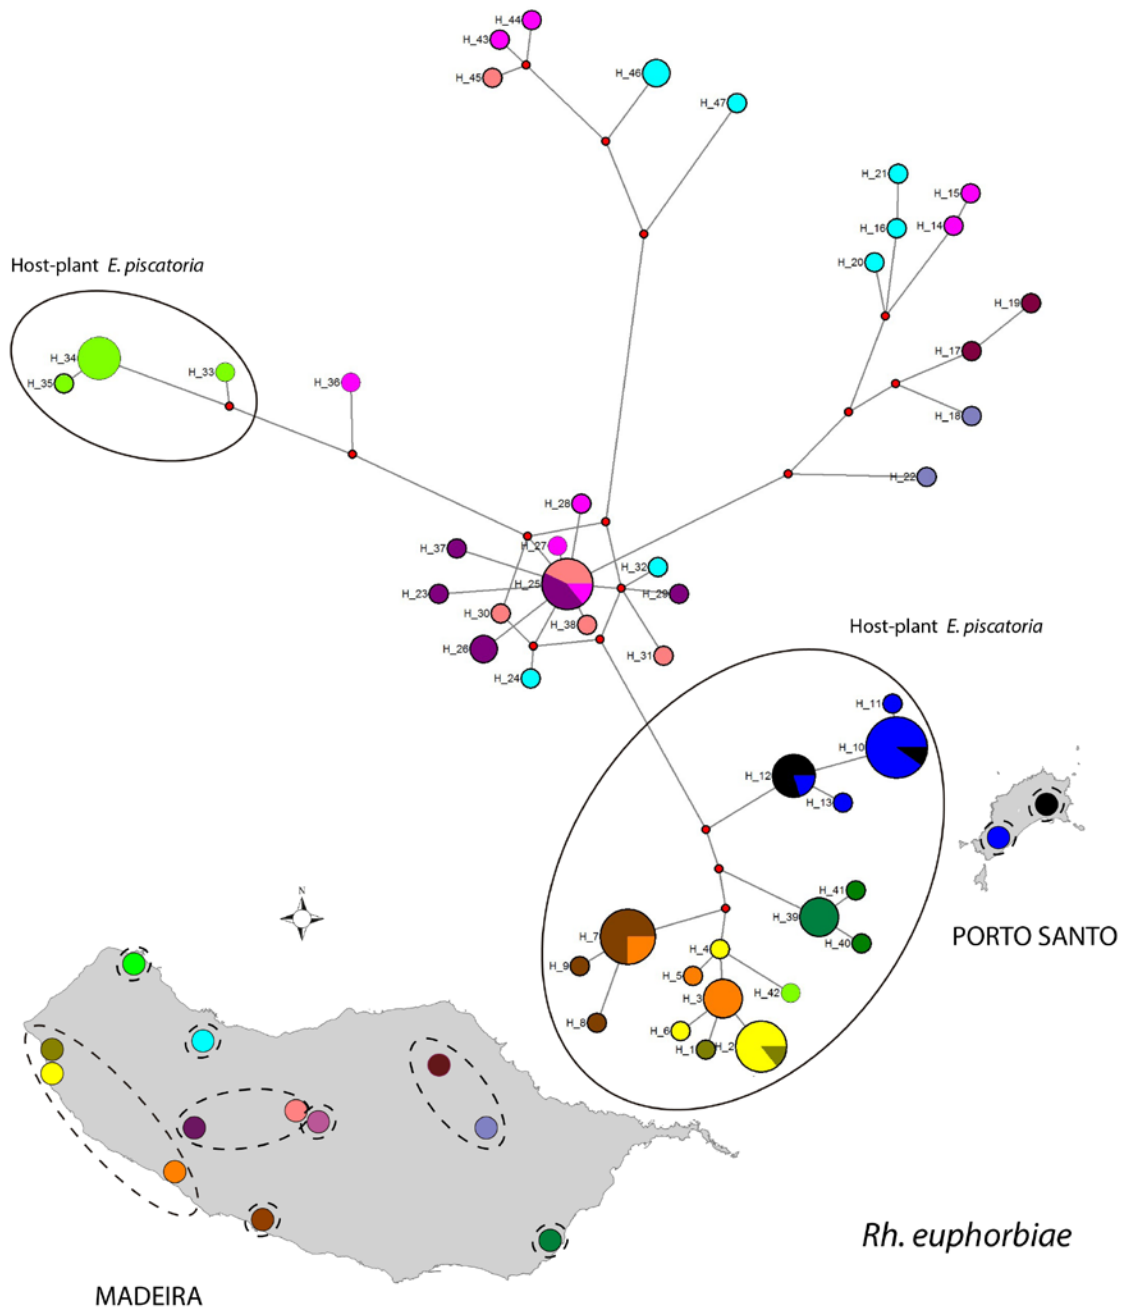 H_44
H_43
H_45
H_46
H_47
H_21
H_15
H_16
H_14
H_20
Host-plant E. piscatoria
H_19
H_34
H_17
H_33
H_35
H_36
H_18
H_22
H_28
H_27
H_37
H_32
H_25
H_23
H_29
H_30
H_38
Host-plant E. piscatoria
H_26
H_31
H_24
H_11
H_10
H_12
H_13
N
H_41
H_39
PORTO SANTO
H_7
H_40
H_4
H_9
H_5
H_42
H_3
H_8
H_6
H_1
H_2
Rh. euphorbiae
MADEIRA